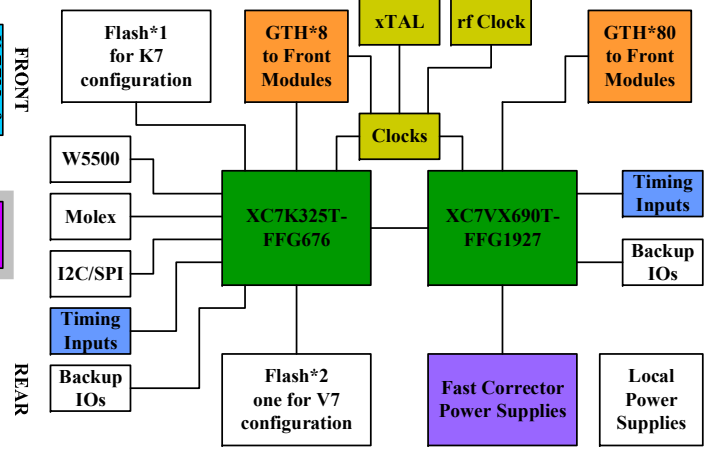 FRONT
REAR
Flash*1
for K7
configuration
GTH*8
to Front
Modules
xTAL
rf Clock
GTH*80
to Front
Modules
Clocks
W5500
Molex
I2C/SPI
Timing
Inputs
Backup
IOs
XC7K325T-
FFG676
XC7VX690T-
FFG1927
Timing
Inputs
Backup
IOs
Flash*2
one for V7
configuration
Fast Corrector
Power Supplies
Local
Power
Supplies